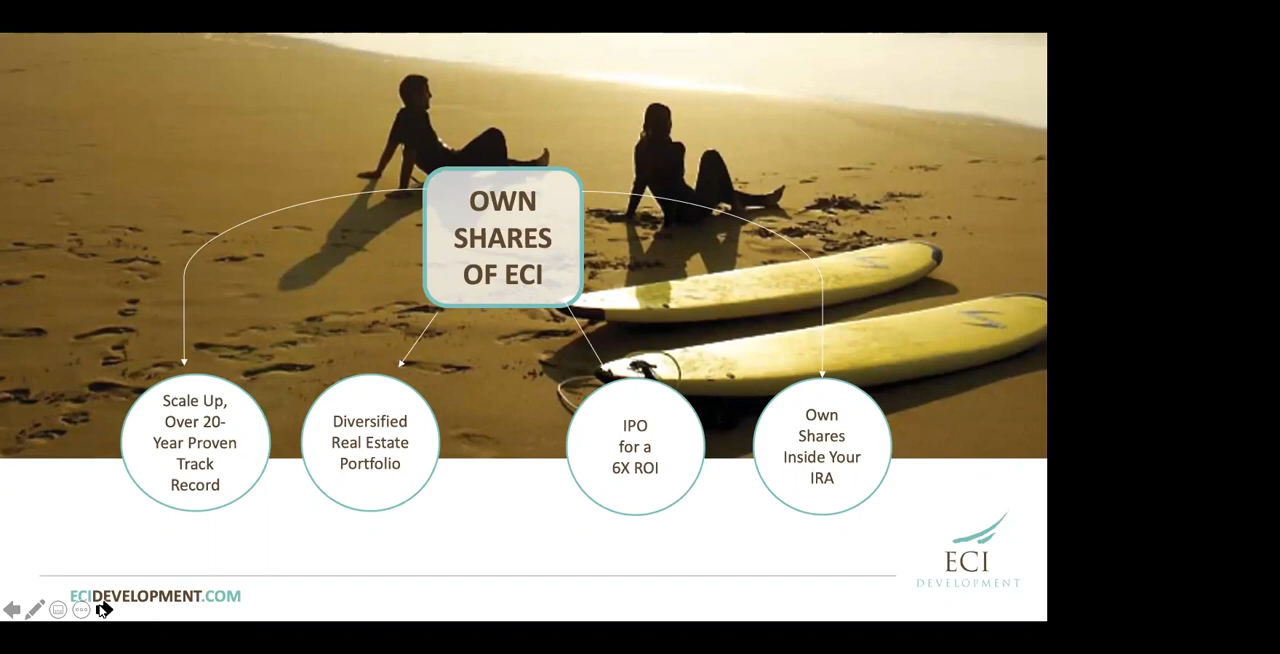 OWN
SHARES
OF ECI
Scale Up,
Over 20-
Year Proven
Track
Record
Diversified
Real Estate
Portfolio
IPO
for a
6X ROI
Own
Shares
Inside Your
IRA
ECI
DEVELOPMENT
ECIDEVELOPMENT.COM